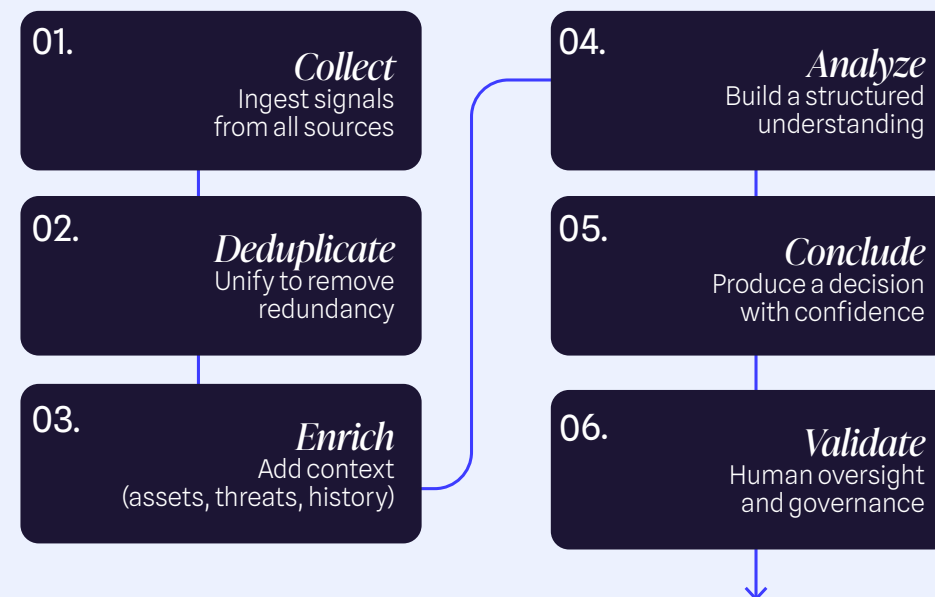 01.
Collect
Ingest signals
from all sources
02.
Deduplicate
Unify to remove
redundancy
03.
Enrich
Add context
(assets, threats, history)
04.
Analyze
Build a structured
understanding
05.
Conclude
Produce a decision
with confidence
06.
Validate
Human oversight
and governance